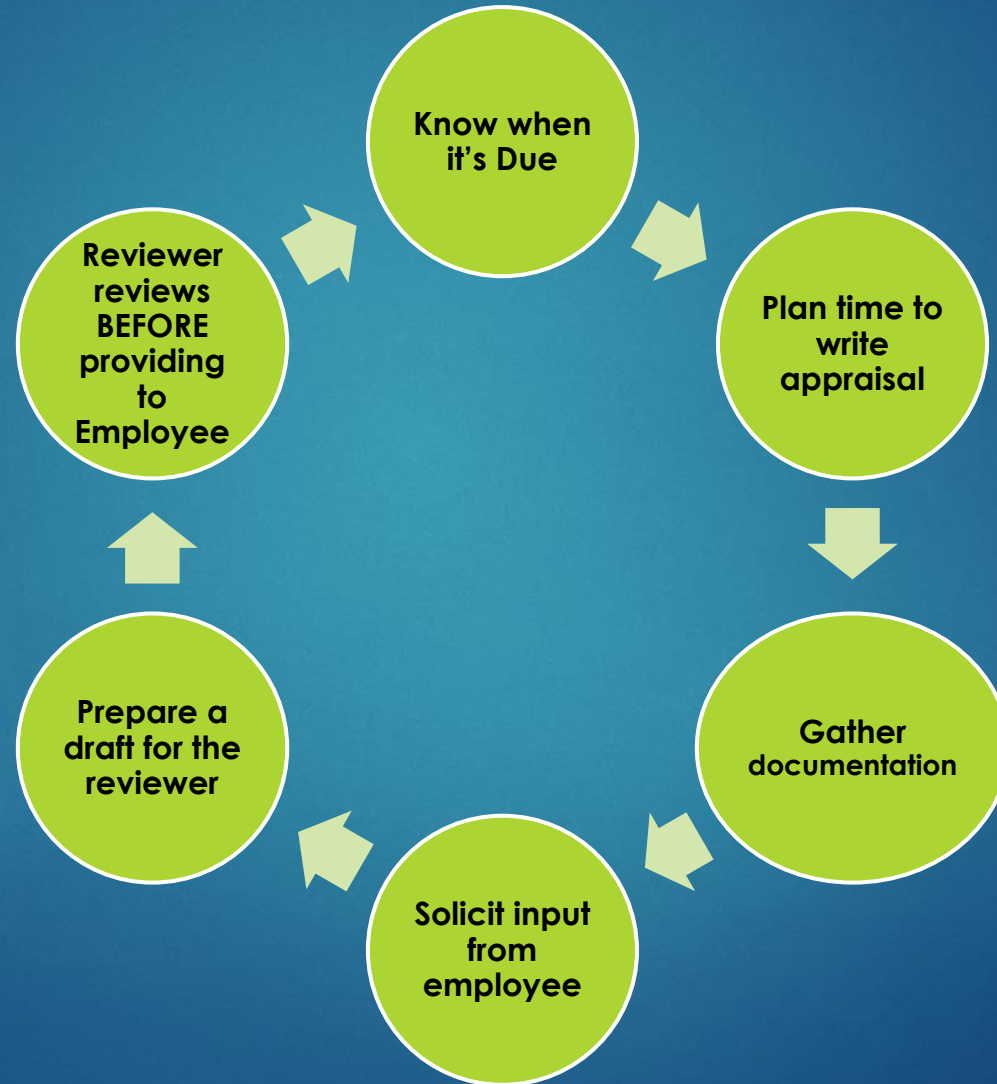 Know when
it’s Due
Plan time to
write
appraisal
Gather
documentation
Solicit input
from
employee
Prepare a
draft for the
reviewer
Reviewer
reviews
BEFORE
providing
to
Employee